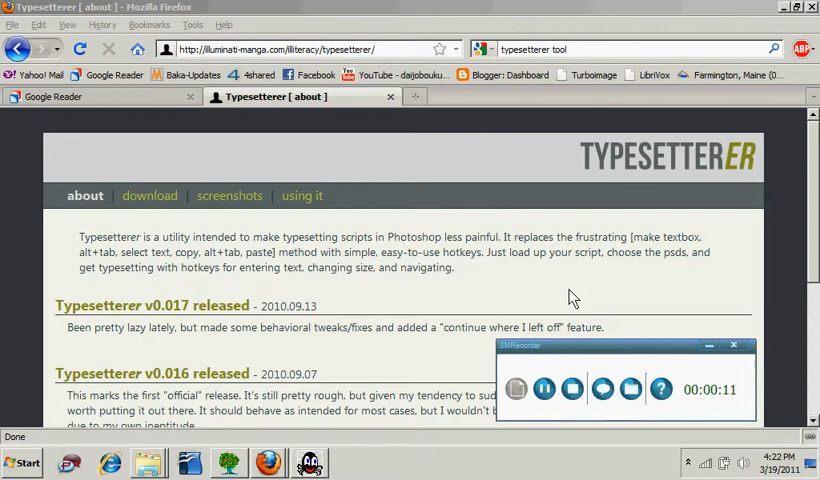 Typesetterer [ about ] - Mozilla Firefox
File Edit View History Bookmarks Tools Help
http://illuminati-manga.com/illiteracy/typesetterer/ typesetterer tool ABP
Yahoo! Mail Google Reader Baka-Updates 4shared Facebook YouTube - daijobouku... Blogger: Dashboard Turboimage LibriVox Farmington, Maine (0...
Google Reader Typesetterer [ about ]
TYPESETTERER
about | download | screenshots | using it
Typesetterer is a utility intended to make typesetting scripts in Photoshop less painful. It replaces the frustrating [make textbox,
alt+tab, select text, copy, alt+tab, paste] method with simple, easy-to-use hotkeys. Just load up your script, choose the psds, and
get typesetting with hotkeys for entering text, changing size, and navigating.
Typesetterer v0.017 released - 2010.09.13
Been pretty lazy lately, but made some behavioral tweaks/fixes and added a "continue where I left off" feature.
SMRecorder
00:00:11
Typesetterer v0.016 released - 2010.09.07
This marks the first "official" release. It's still pretty rough, but given my tendency to sud
worth putting it out there. It should behave as intended for most cases, but I wouldn't b
due to my own ineptitude.
Done
Start 4:22 PM
3/19/2011